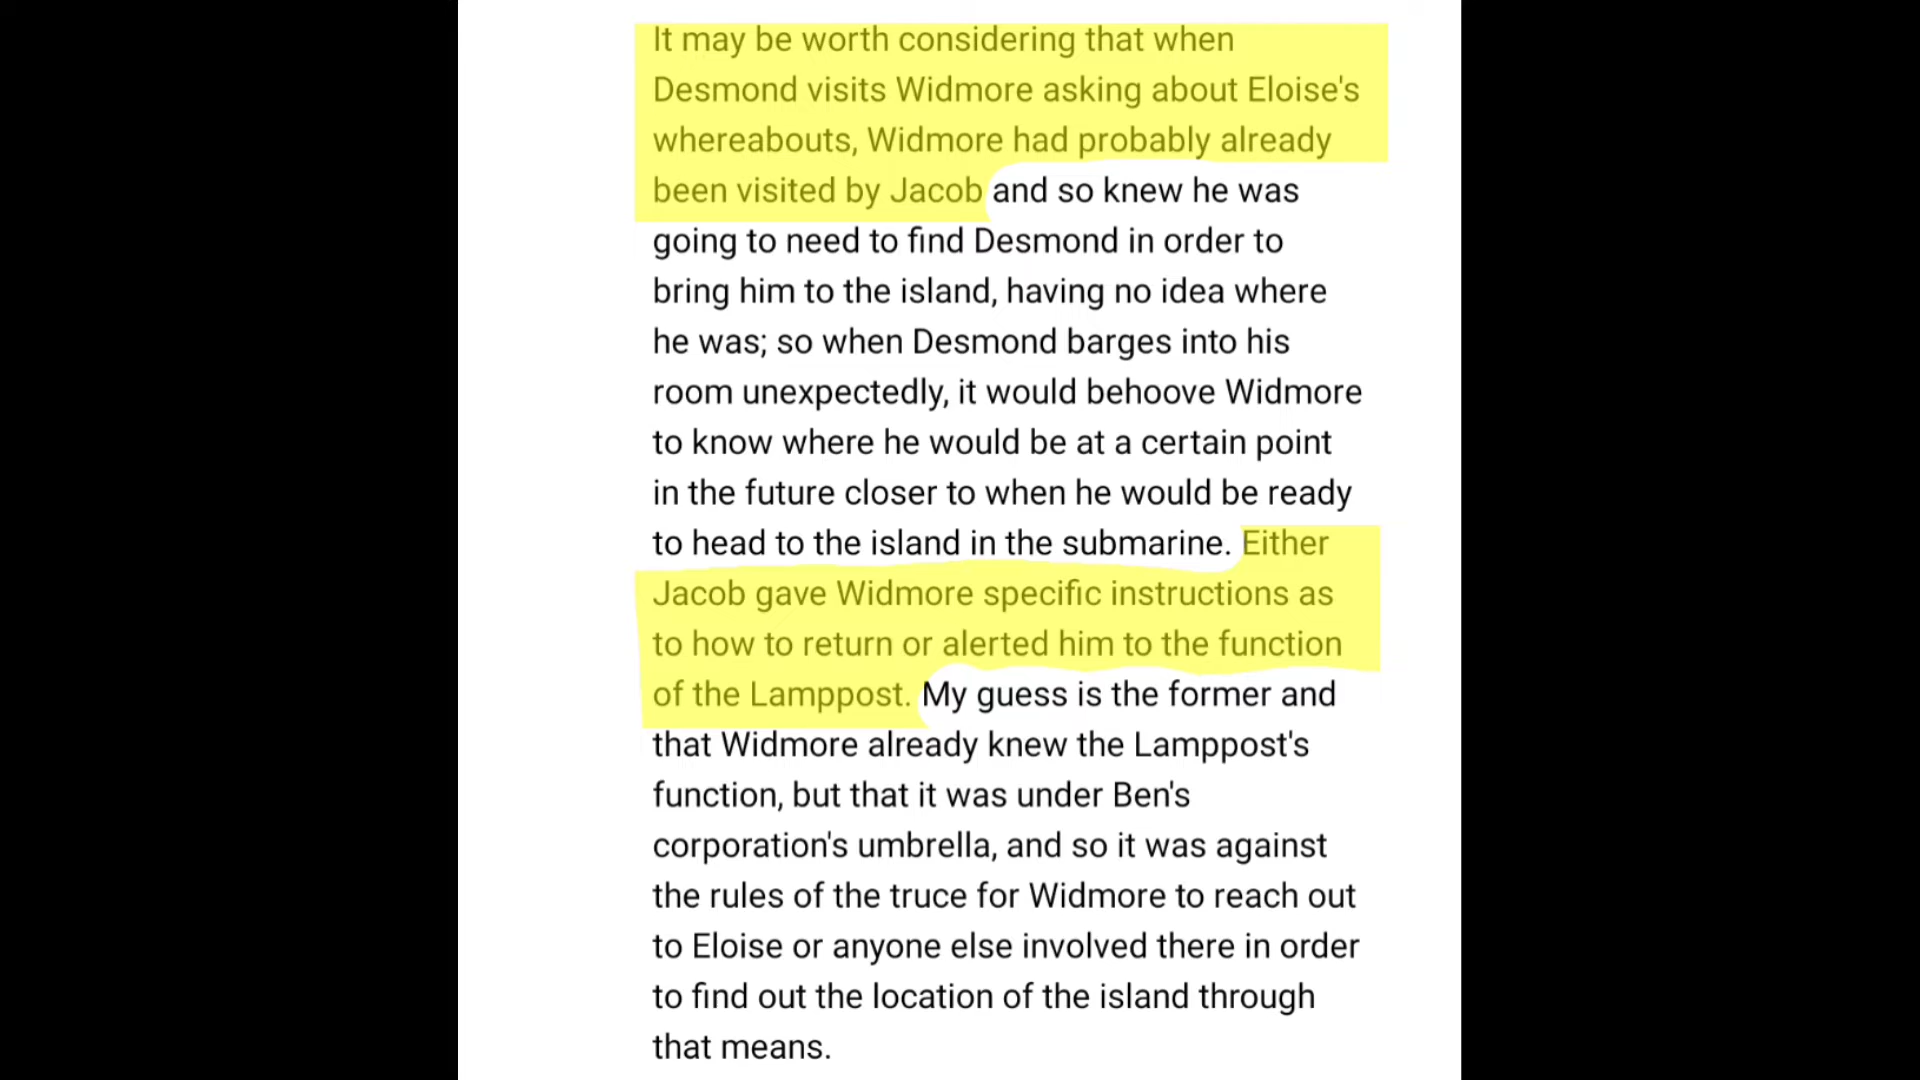 It may be worth considering that when
Desmond visits Widmore asking about Eloise's
whereabouts, Widmore had probably already
been visited by Jacob and so knew he was
going to need to find Desmond in order to
bring him to the island, having no idea where
he was; so when Desmond barges into his
room unexpectedly, it would behoove Widmore
to know where he would be at a certain point
in the future closer to when he would be ready
to head to the island in the submarine. Either
Jacob gave Widmore specific instructions as
to how to return or alerted him to the function
of the Lamppost. My guess is the former and
that Widmore already knew the Lamppost's
function, but that it was under Ben's
corporation's umbrella, and so it was against
the rules of the truce for Widmore to reach out
to Eloise or anyone else involved there in order
to find out the location of the island through
that means.